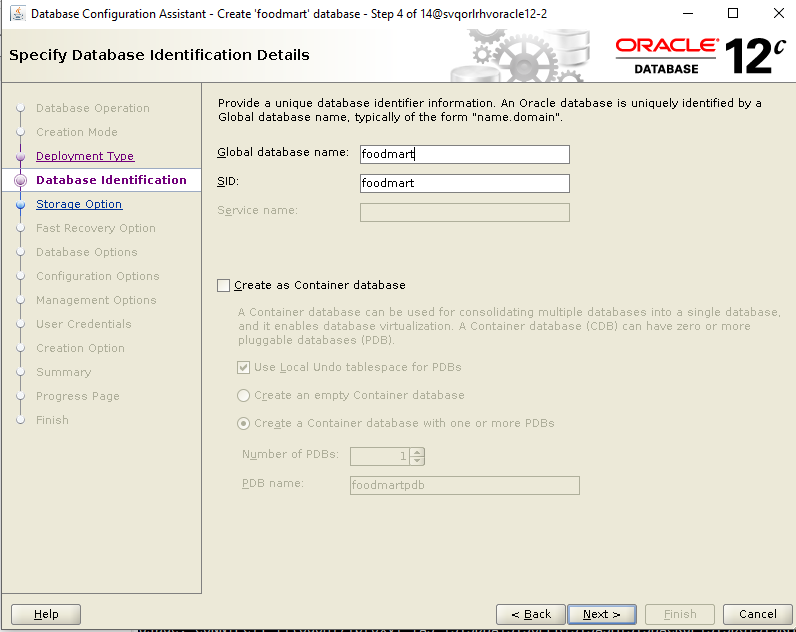 Database Configuration Assistant - Create 'foodmart' database - Step 4 of 14@svqorlrhvoracle12-2
Specify Database Identification Details
ORACLE®
DATABASE
12c
Database Operation
Creation Mode
Deployment Type
Database Identification
Storage Option
Fast Recovery Option
Database Options
Configuration Options
Management Options
User Credentials
Creation Option
Summary
Progress Page
Finish
Provide a unique database identifier information. An Oracle database is uniquely identified by a
Global database name, typically of the form "name.domain".
Global database name: foodmart
SID: foodmart
Service name:
Create as Container database
A Container database can be used for consolidating multiple databases into a single database,
and it enables database virtualization. A Container database (CDB) can have zero or more
pluggable databases (PDB).
Use Local Undo tablespace for PDBs
Create an empty Container database
Create a Container database with one or more PDBs
Number of PDBs: 1
PDB name: foodmartpdb
Help
< Back
Next >
Finish
Cancel